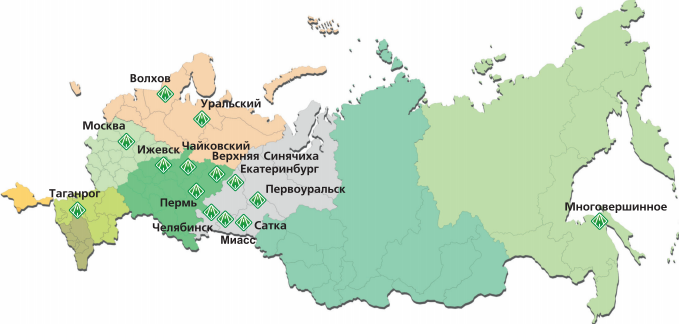 Волхов
Уральский
Москва
Чайковский
Ижевск
Верхняя Синячиха
Екатеринбург
Первоуральск
Таганрог
Пермь
Многовершинное
Челябинск
Сатка
Миасс